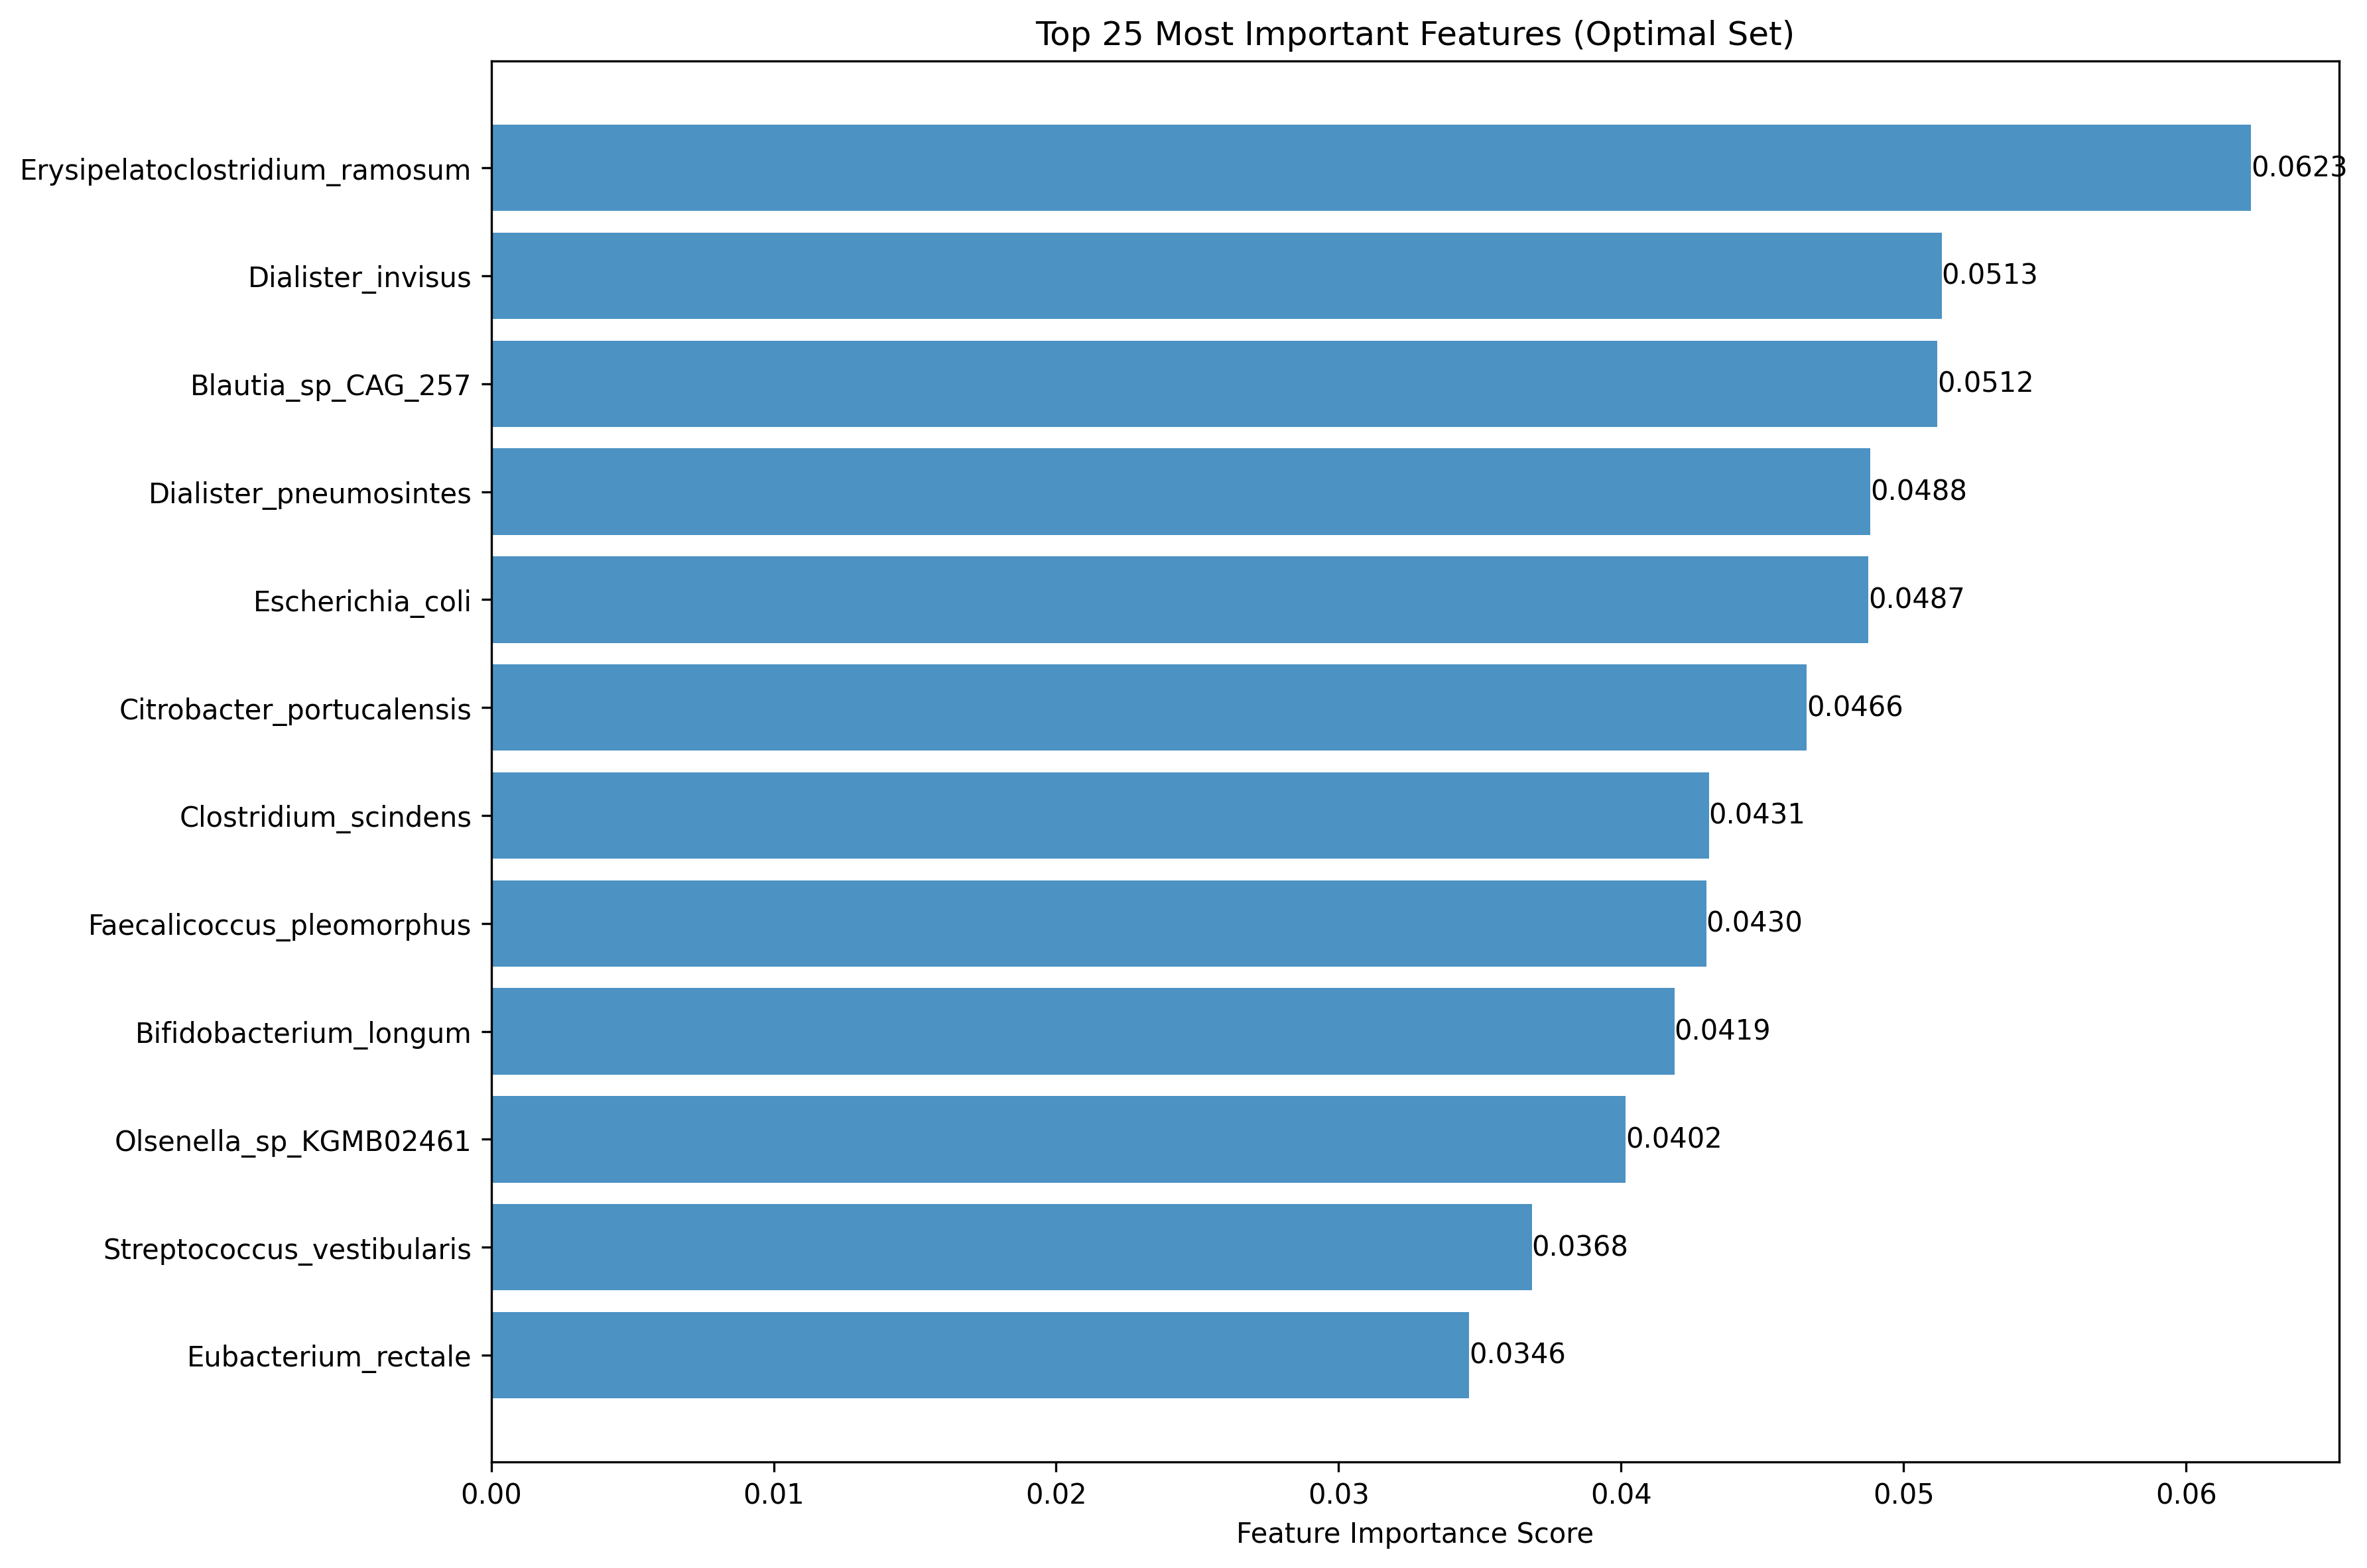 Top 25 Most Important Features (Optimal Set)
Erysipelatoclostridium_ramosum 0.0623
Dialister_invisus 0.0513
Blautia_sp_CAG_257 0.0512
Dialister_pneumosintes 0.0488
Escherichia_coli 0.0487
Citrobacter_portucalensis 0.0466
Clostridium_scindens 0.0431
Faecalicoccus_pleomorphus 0.0430
Bifidobacterium_longum 0.0419
Olsenella_sp_KGMB02461 0.0402
Streptococcus_vestibularis 0.0368
Eubacterium_rectale 0.0346
0.00 0.01 0.02 0.03 0.04 0.05 0.06
Feature Importance Score